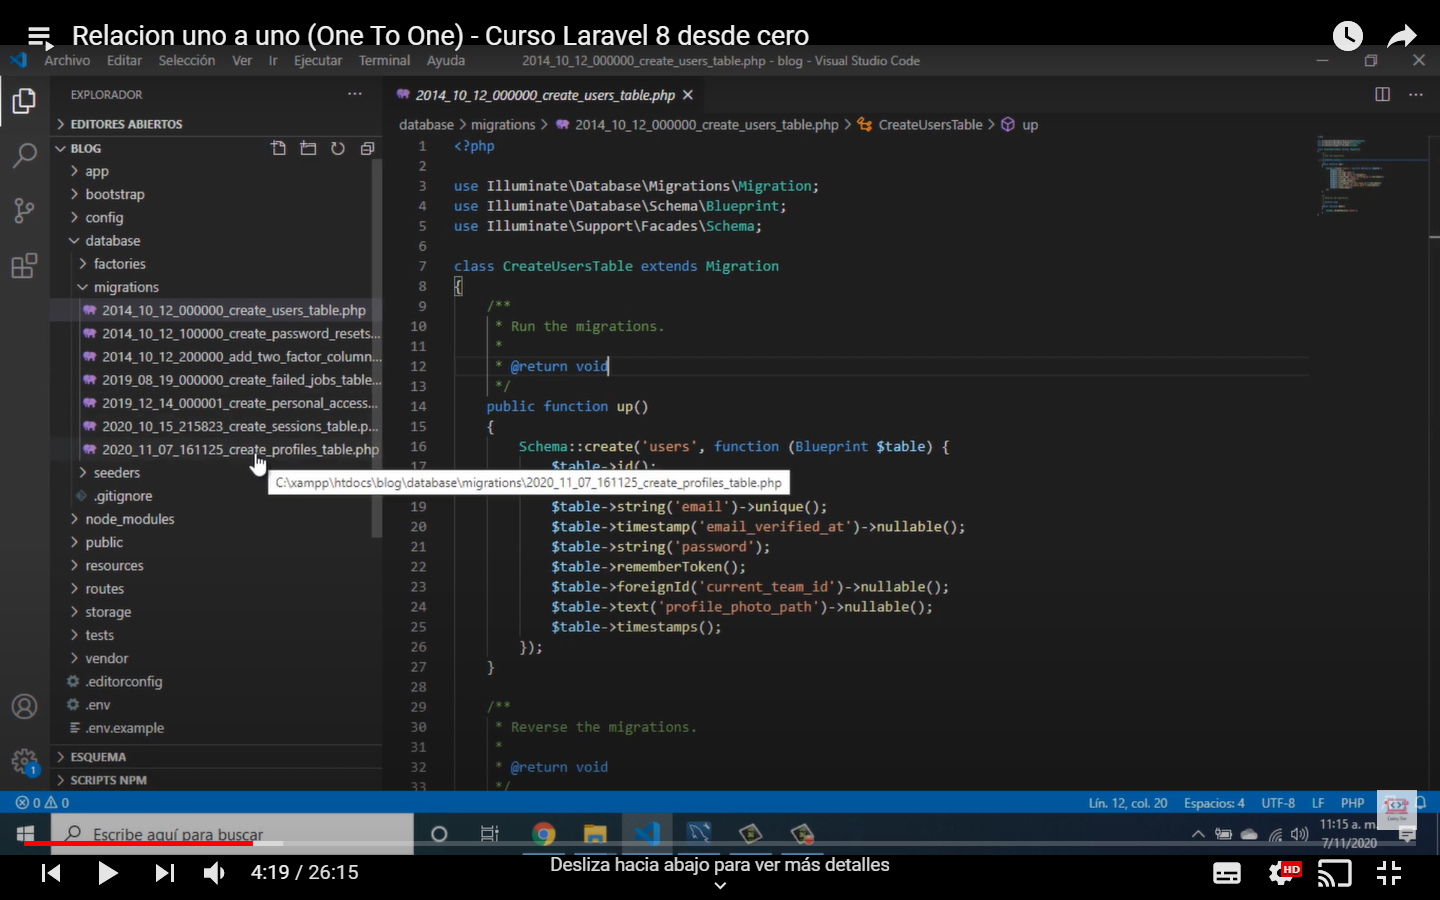 Relacion uno a uno (One To One) - Curso Laravel 8 desde cero
Archivo Editar Selección Ver Ir Ejecutar Terminal Ayuda
2014_10_12_000000_create_users_table.php - blog - Visual Studio Code
EXPLORADOR
EDITORES ABIERTOS
BLOG
app
bootstrap
config
database
factories
migrations
2014_10_12_000000_create_users_table.php
2014_10_12_100000_create_password_resets...
2014_10_12_200000_add_two_factor_column...
2019_08_19_000000_create_failed_jobs_table...
2019_12_14_000001_create_personal_access...
2020_10_15_215823_create_sessions_table.p...
2020_11_07_161125_create_profiles_table.php
seeders
.gitignore
node_modules
public
resources
routes
storage
tests
vendor
.editorconfig
.env
.env.example
ESQUEMA
SCRIPTS NPM
2014_10_12_000000_create_users_table.php
database > migrations > 2014_10_12_000000_create_users_table.php > CreateUsersTable > up
1 <?php
2
3 use Illuminate\Database\Migrations\Migration;
4 use Illuminate\Database\Schema\Blueprint;
5 use Illuminate\Support\Facades\Schema;
6
7 class CreateUsersTable extends Migration
8 {
9 /**
10 * Run the migrations.
11 *
12 * @return void
13 */
14 public function up()
15 {
16 Schema::create('users', function (Blueprint $table) {
17 $table->id();
C:\xampp\htdocs\blog\database\migrations\2020_11_07_161125_create_profiles_table.php
19 $table->string('email')->unique();
20 $table->timestamp('email_verified_at')->nullable();
21 $table->string('password');
22 $table->rememberToken();
23 $table->foreignId('current_team_id')->nullable();
24 $table->text('profile_photo_path')->nullable();
25 $table->timestamps();
26 });
27 }
28
29 /**
30 * Reverse the migrations.
31 *
32 * @return void
33 */
1
0 0
Lín. 12, col. 20 Espacios: 4 UTF-8 LF PHP
Escribe aquí para buscar
11:15 a. m.
7/11/2020
4:19 / 26:15
Desliza hacia abajo para ver más detalles
HD